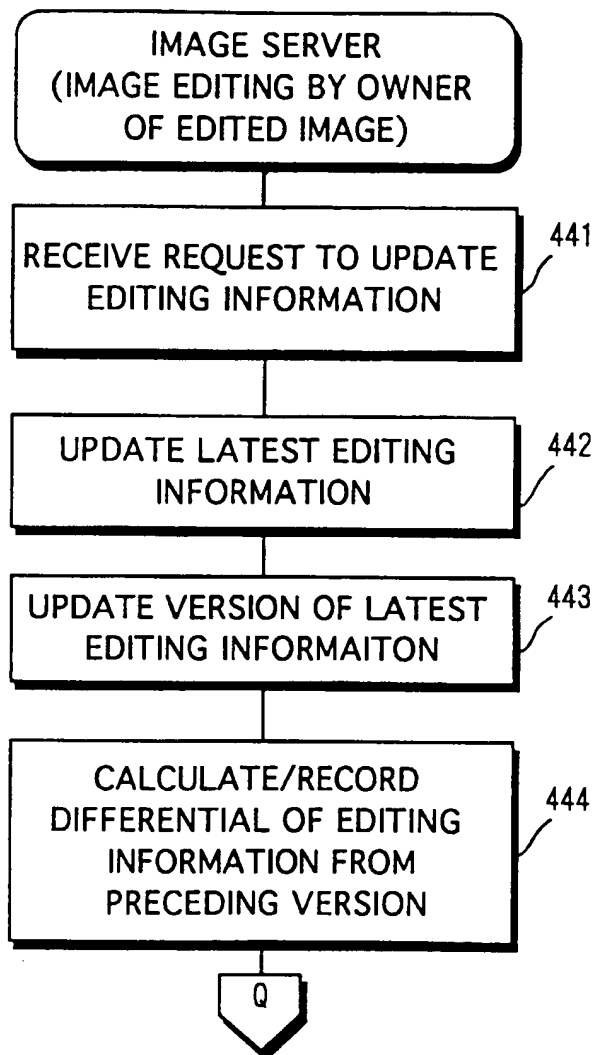 IMAGE SERVER
(IMAGE EDITING BY OWNER
OF EDITED IMAGE)
RECEIVE REQUEST TO UPDATE
EDITING INFORMATION
441
UPDATE LATEST EDITING
INFORMATION
442
UPDATE VERSION OF LATEST
EDITING INFORMAITON
443
CALCULATE/RECORD
DIFFERENTIAL OF EDITING
INFORMATION FROM
PRECEDING VERSION
444
Q